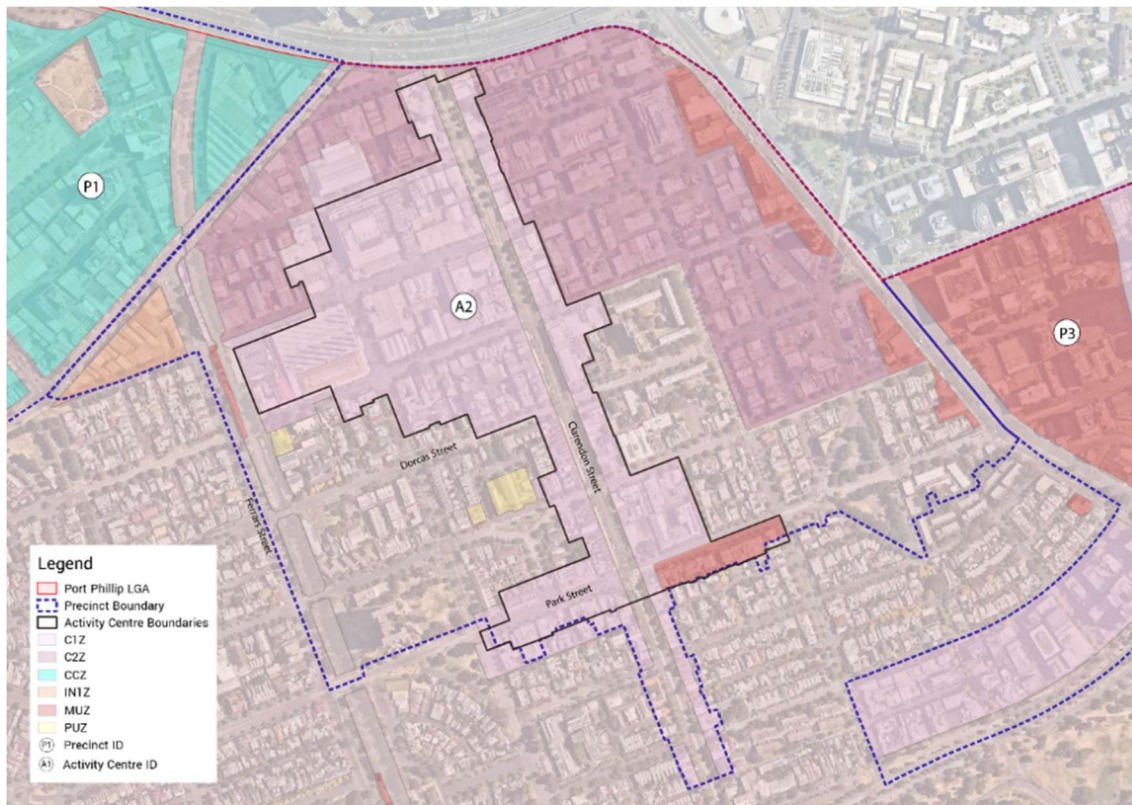 P1
A2
P3
Clarendon Street
Dorcas Street
Ferrars Street
Park Street
Legend
Port Phillip LGA
Precinct Boundary
Activity Centre Boundaries
C1Z
C2Z
CCZ
IN1Z
MUZ
PUZ
P1 Precinct ID
A1 Activity Centre ID